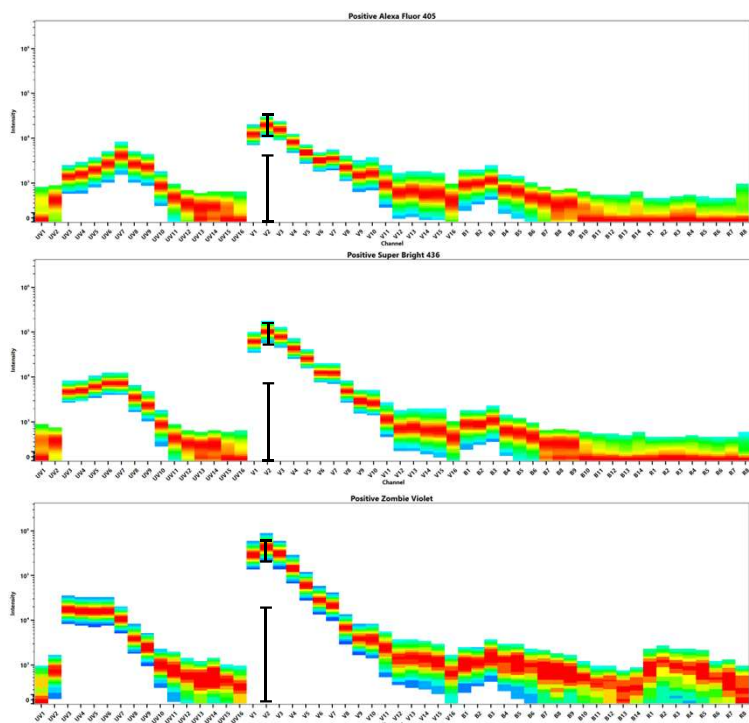 Positive Alexa Fluor 405
Intensity
0
UV1 UV2 UV3 UV4 UV5 UV6 UV7 UV8 UV9 UV10 UV11 UV12 UV13 UV14 UV15 UV16 V1 V2 V3 V4 V5 V6 V7 V8 V9 V10 V11 V12 V13 V14 V15 V16 B1 B2 B3 B4 B5 B6 B7 B8 B9 B10 B11 B12 B13 B14 R1 R2 R3 R4 R5 R6 R7 R8
Channel
Positive Super Bright 436
Intensity
0
UV1 UV2 UV3 UV4 UV5 UV6 UV7 UV8 UV9 UV10 UV11 UV12 UV13 UV14 UV15 UV16 V1 V2 V3 V4 V5 V6 V7 V8 V9 V10 V11 V12 V13 V14 V15 V16 B1 B2 B3 B4 B5 B6 B7 B8 B9 B10 B11 B12 B13 B14 R1 R2 R3 R4 R5 R6 R7 R8
Channel
Positive Zombie Violet
Intensity
0
UV1 UV2 UV3 UV4 UV5 UV6 UV7 UV8 UV9 UV10 UV11 UV12 UV13 UV14 UV15 UV16 V1 V2 V3 V4 V5 V6 V7 V8 V9 V10 V11 V12 V13 V14 V15 V16 B1 B2 B3 B4 B5 B6 B7 B8 B9 B10 B11 B12 B13 B14 R1 R2 R3 R4 R5 R6 R7 R8